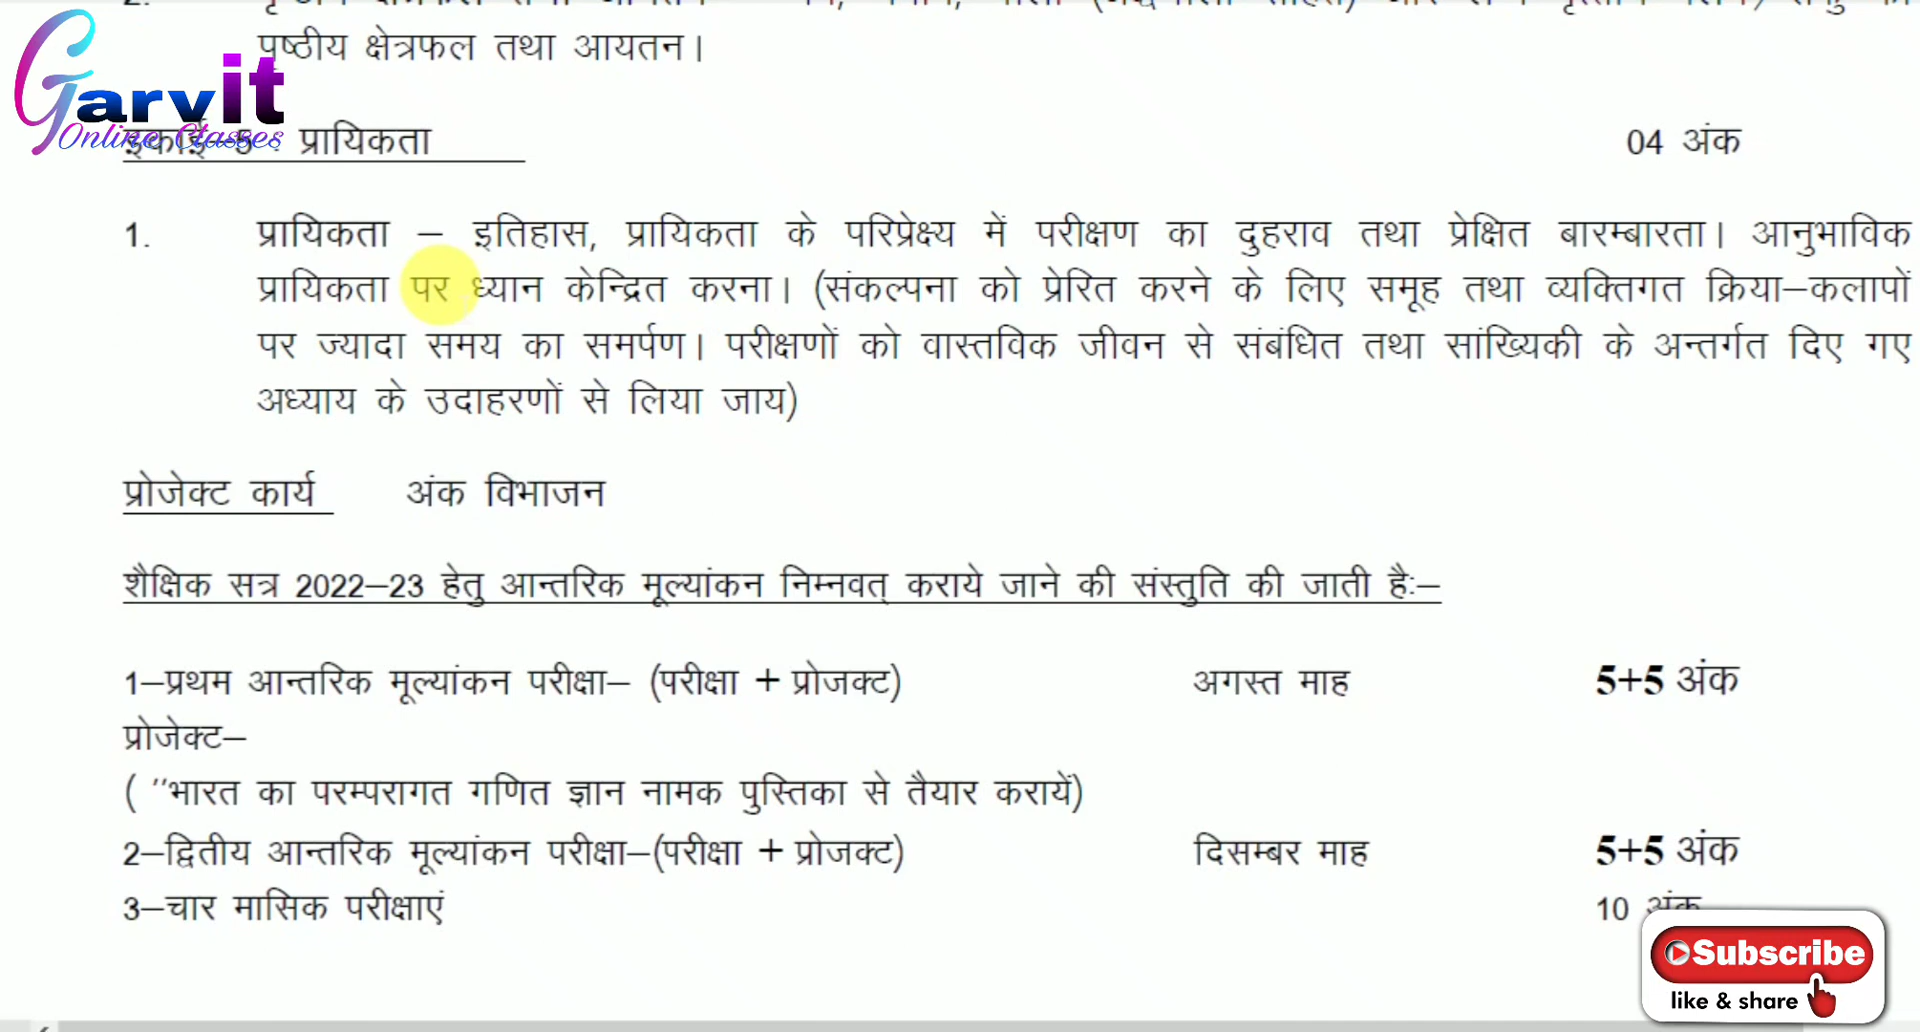 पृष्ठीय क्षेत्रफल तथा आयतन।
Garvit
Online Classes
इकाई–5 : प्रायिकता 04 अंक
1. प्रायिकता – इतिहास, प्रायिकता के परिप्रेक्ष्य में परीक्षण का दुहराव तथा प्रेक्षित बारम्बारता। आनुभाविक
प्रायिकता पर ध्यान केन्द्रित करना। (संकल्पना को प्रेरित करने के लिए समूह तथा व्यक्तिगत क्रिया–कलापों
पर ज्यादा समय का समर्पण। परीक्षणों को वास्तविक जीवन से संबंधित तथा सांख्यिकी के अन्तर्गत दिए गए
अध्याय के उदाहरणों से लिया जाय)
प्रोजेक्ट कार्य अंक विभाजन
शैक्षिक सत्र 2022–23 हेतु आन्तरिक मूल्यांकन निम्नवत् कराये जाने की संस्तुति की जाती हैः–
1–प्रथम आन्तरिक मूल्यांकन परीक्षा– (परीक्षा + प्रोजक्ट) अगस्त माह 5+5 अंक
प्रोजेक्ट–
( ''भारत का परम्परागत गणित ज्ञान नामक पुस्तिका से तैयार करायें)
2–द्वितीय आन्तरिक मूल्यांकन परीक्षा–(परीक्षा + प्रोजक्ट) दिसम्बर माह 5+5 अंक
3–चार मासिक परीक्षाएं 10 अंक
Subscribe
like & share